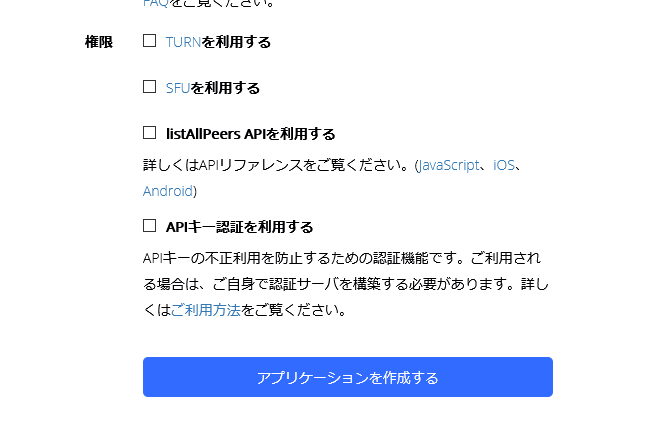 FAQをご覧ください。
権限 TURNを利用する
SFUを利用する
listAllPeers APIを利用する
詳しくはAPIリファレンスをご覧ください。(JavaScript、iOS、
Android)
APIキー認証を利用する
APIキーの不正利用を防止するための認証機能です。ご利用され
る場合は、ご自身で認証サーバを構築する必要があります。詳し
くはご利用方法をご覧ください。
アプリケーションを作成する